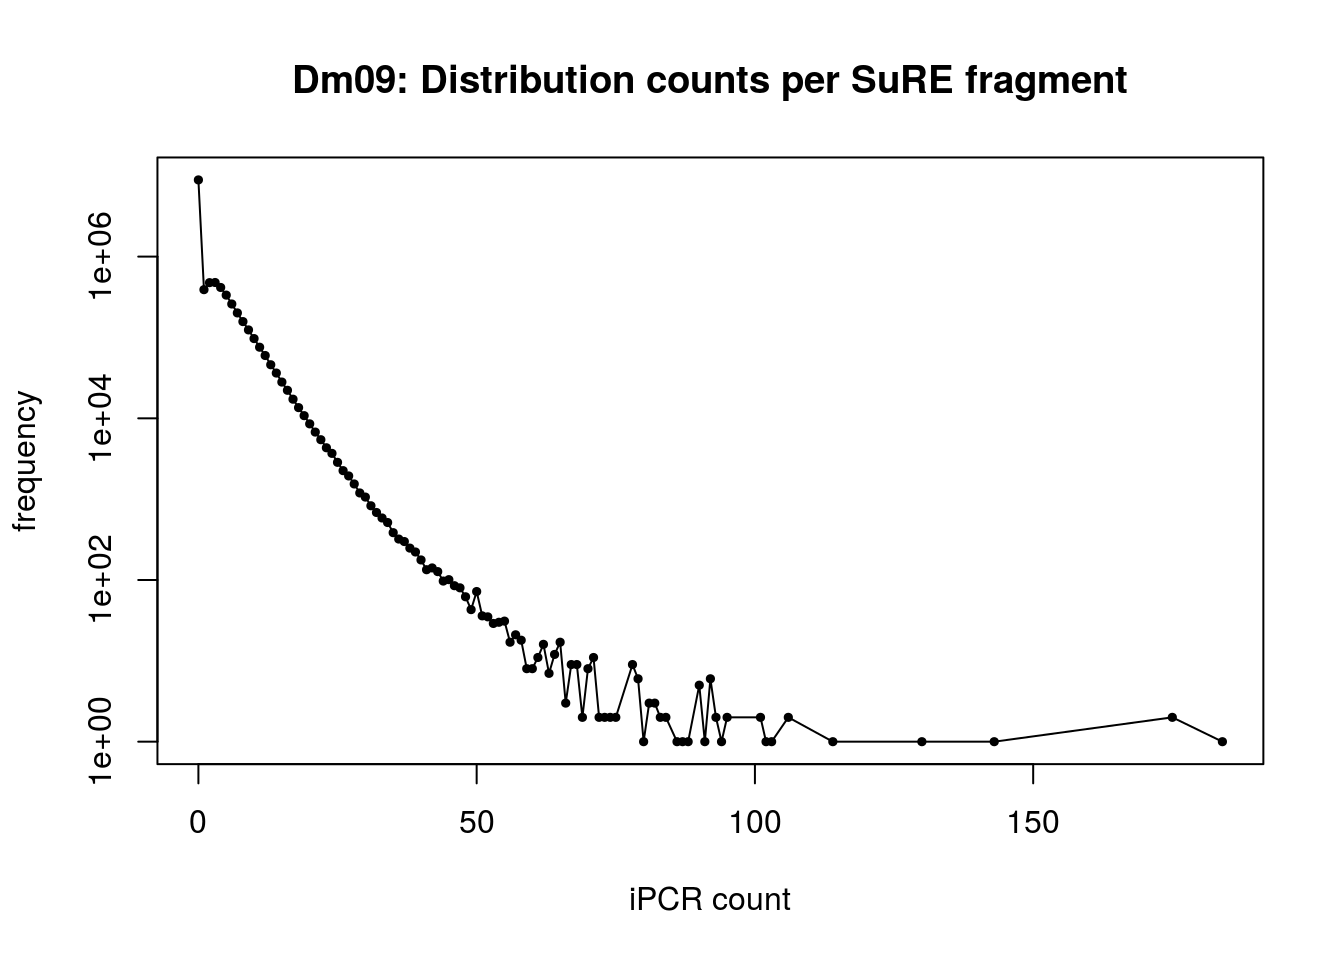 Dm09: Distribution counts per SuRE fragment
1e+06
1e+04
1e+02
1e+00
frequency
0 50 100 150
iPCR count